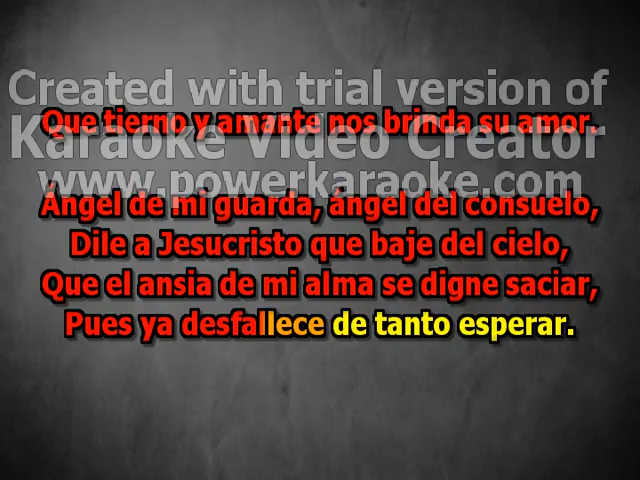 Created with trial version of
Que tierno y amante nos brinda su amor.
Karaoke Video Creator
www.powerkaraoke.com
Ángel de mi guarda, ángel del consuelo,
Dile a Jesucristo que baje del cielo,
Que el ansia de mi alma se digne saciar,
Pues ya desfallece de tanto esperar.